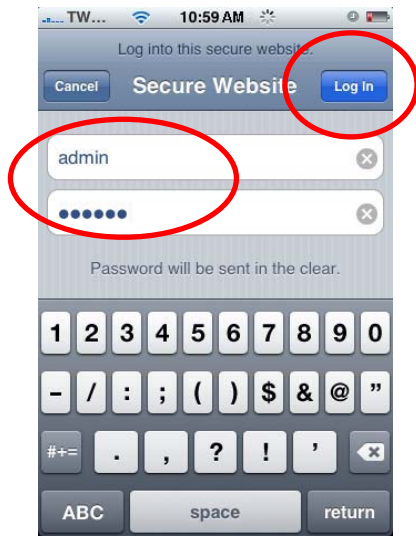 TW... 10:59 AM
Log into this secure website.
Cancel Secure Website Log In
admin
••••••
Password will be sent in the clear.
1 2 3 4 5 6 7 8 9 0
- / : ; ( ) $ & @ ”
#+= . , ? ! ’
ABC space return